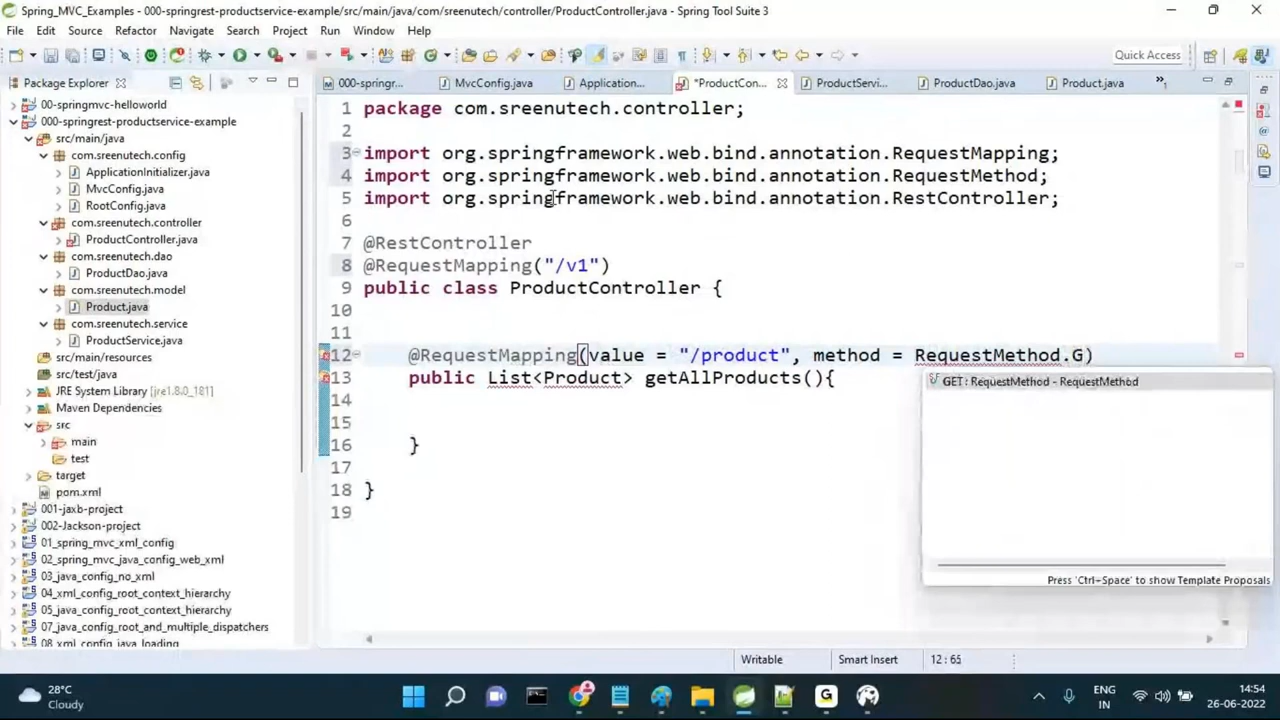 Spring_MVC_Examples - 000-springrest-productservice-example/src/main/java/com/sreenutech/controller/ProductController.java - Spring Tool Suite 3
File Edit Source Refactor Navigate Search Project Run Window Help
Quick Access
Package Explorer
000-springr... MvcConfig.java Application... *ProductCon... ProductServi... ProductDao.java Product.java
00-springmvc-helloworld
000-springrest-productservice-example
src/main/java
com.sreenutech.config
ApplicationInitializer.java
MvcConfig.java
RootConfig.java
com.sreenutech.controller
ProductController.java
com.sreenutech.dao
ProductDao.java
com.sreenutech.model
Product.java
com.sreenutech.service
ProductService.java
src/main/resources
src/test/java
JRE System Library [jre1.8.0_181]
Maven Dependencies
src
main
test
target
pom.xml
001-jaxb-project
002-Jackson-project
01_spring_mvc_xml_config
02_spring_mvc_java_config_web_xml
03_java_config_no_xml
04_xml_config_root_context_hierarchy
05_java_config_root_context_hierarchy
07_java_config_root_and_multiple_dispatchers
08_xml_config_java_loading
1 package com.sreenutech.controller;
2
3 import org.springframework.web.bind.annotation.RequestMapping;
4 import org.springframework.web.bind.annotation.RequestMethod;
5 import org.springframework.web.bind.annotation.RestController;
6
7 @RestController
8 @RequestMapping("/v1")
9 public class ProductController {
10
11
12 @RequestMapping(value = "/product", method = RequestMethod.G)
13 public List<Product> getAllProducts(){
14
15
16 }
17
18 }
19
GET : RequestMethod - RequestMethod
Press 'Ctrl+Space' to show Template Proposals
Writable Smart Insert 12 : 65
28°C
Cloudy
ENG
IN
14:54
26-06-2022